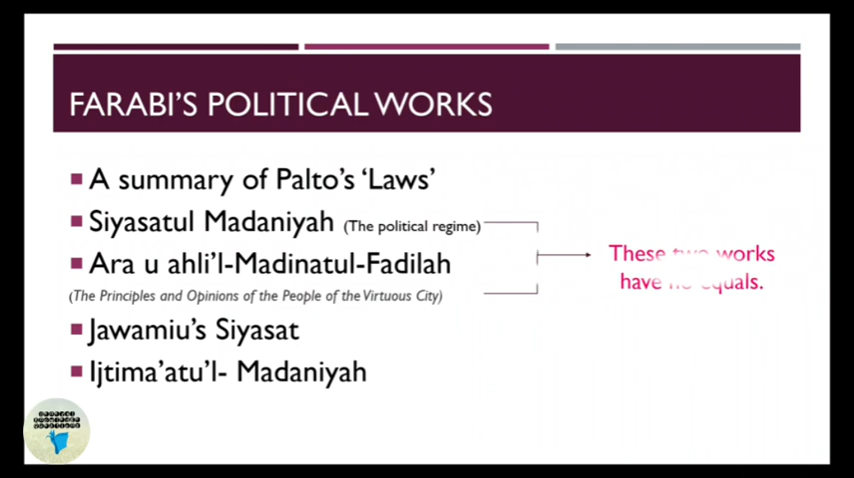 FARABI'S POLITICAL WORKS
A summary of Palto's 'Laws'
Siyasatul Madaniyah (The political regime)
Ara u ahli'l-Madinatul-Fadilah
(The Principles and Opinions of the People of the Virtuous City)
These two works
have no equals.
Jawamiu's Siyasat
Ijtima'atu'l- Madaniyah